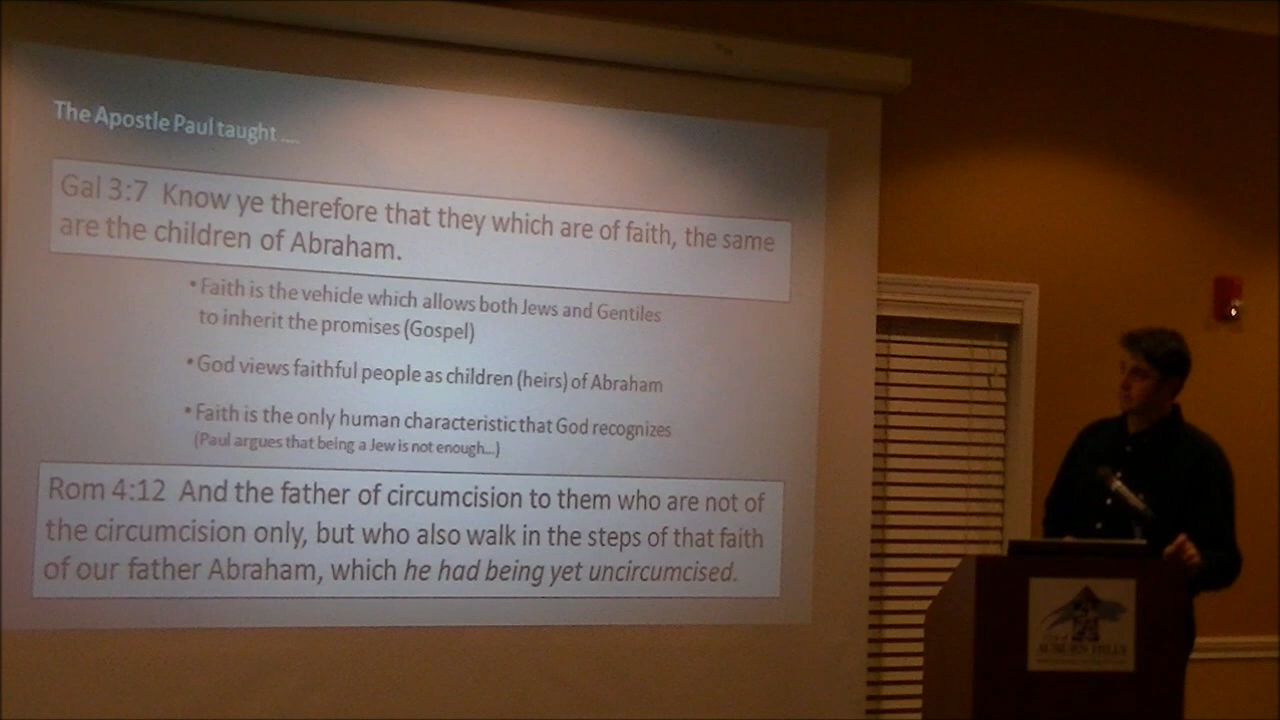 The Apostle Paul taught ....
Gal 3:7 Know ye therefore that they which are of faith, the same
are the children of Abraham.
• Faith is the vehicle which allows both Jews and Gentiles
to inherit the promises (Gospel)
• God views faithful people as children (heirs) of Abraham
• Faith is the only human characteristic that God recognizes
(Paul argues that being a Jew is not enough...)
Rom 4:12 And the father of circumcision to them who are not of
the circumcision only, but who also walk in the steps of that faith
of our father Abraham, which he had being yet uncircumcised.
AUBURN HILLS